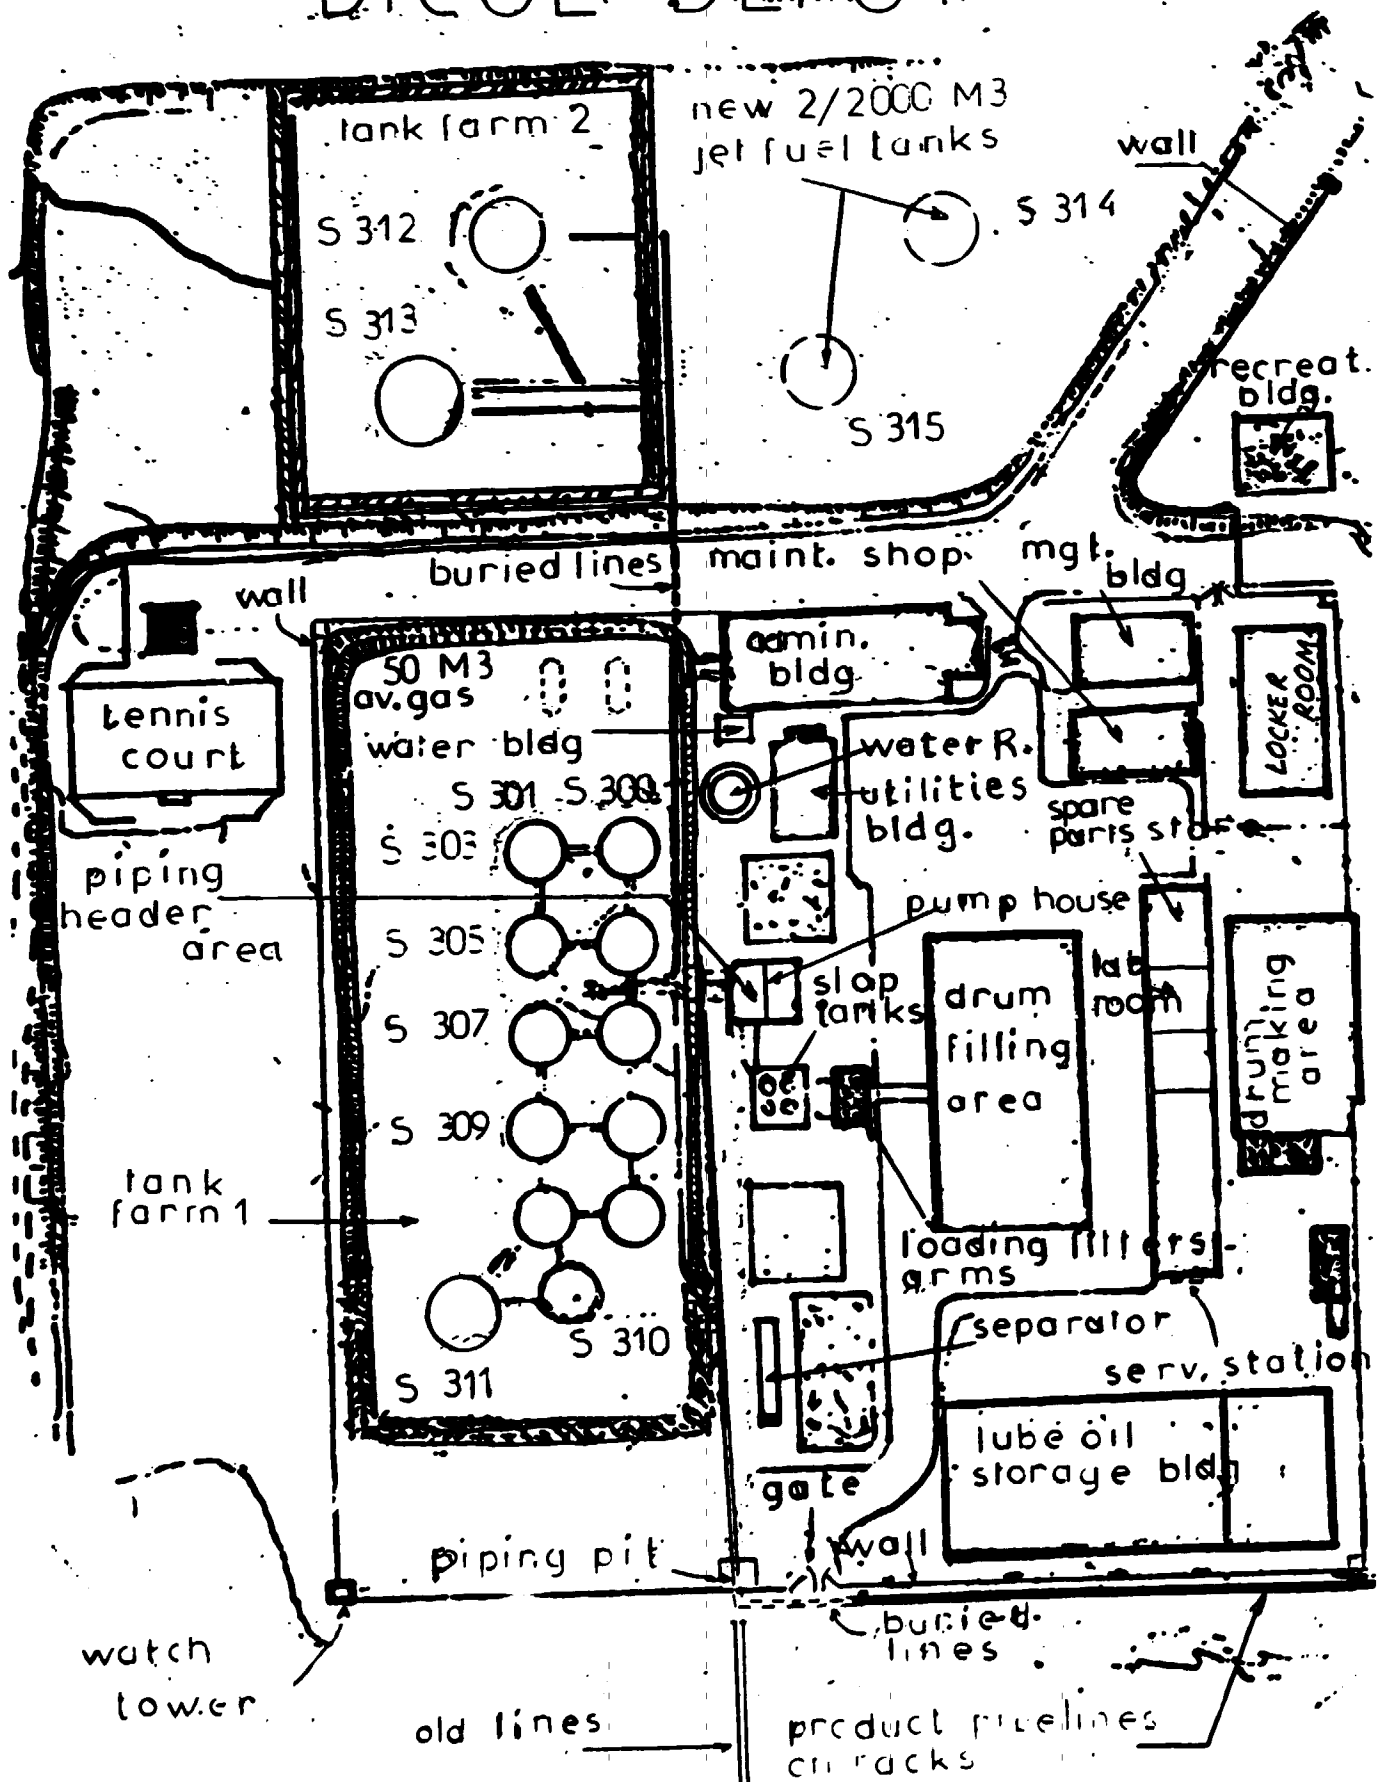 tank farm 2
new 2/2000 M3
jet fuel tanks
wall
S 312
S 314
S 313
S 315
recreat.
bldg.
buried lines
maint. shop.
mgt.
bldg
wall
50 M3
av.gas
admin.
bldg
LOCKER
ROOM
tennis
court
water bldg
water R.
utilities
bldg.
S 301
spare
parts
S 303
piping
header
area
pump house
S 305
slop
tanks
drum
filling
area
lab
room
drum
making
area
S 307
S 309
tank
farm 1
loading filters
arms
S 310
separator
S 311
serv. station
lube oil
storage bldg
gate
piping pit
wall
buried
lines
watch
tower
old lines
product pipelines
on racks